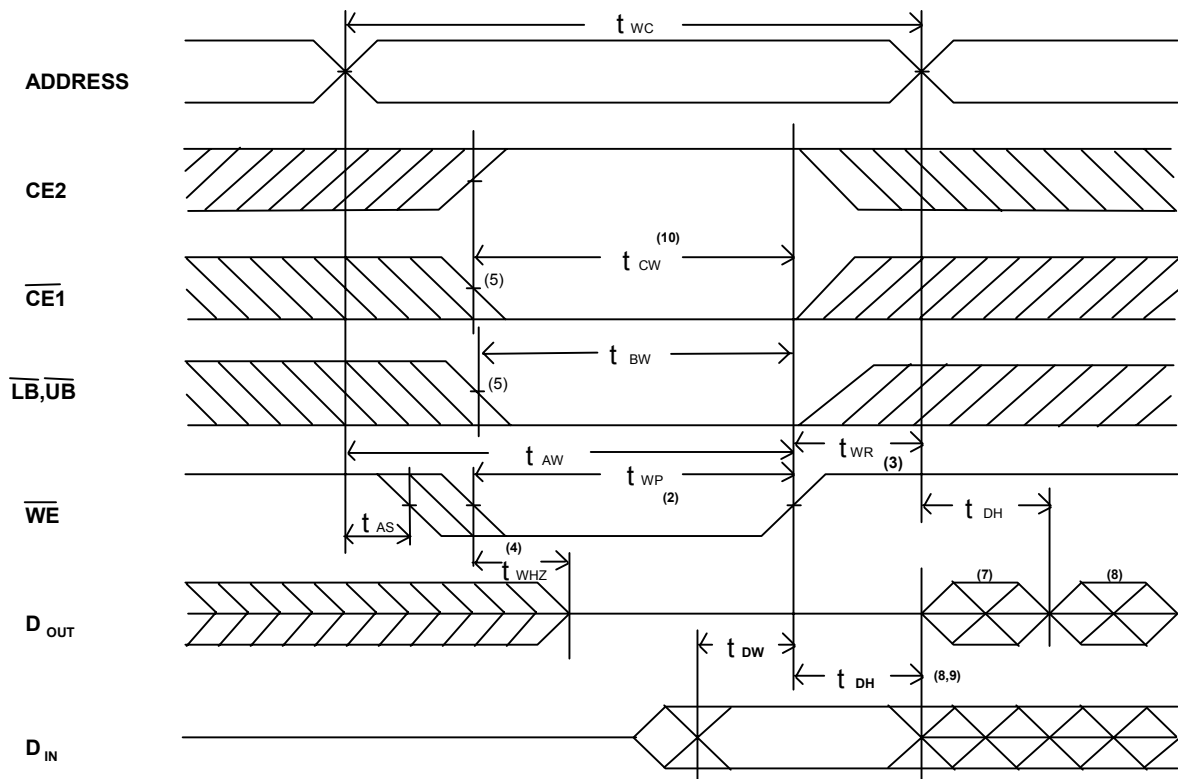 t WC
ADDRESS
CE2
(10)
t CW
CE1
(5)
t BW
LB,UB
(5)
t AW
t WR
t WP
(3)
(2)
WE
t AS
t DH
(4)
t WHZ
(7)
(8)
D OUT
t DW
t DH
(8,9)
D IN